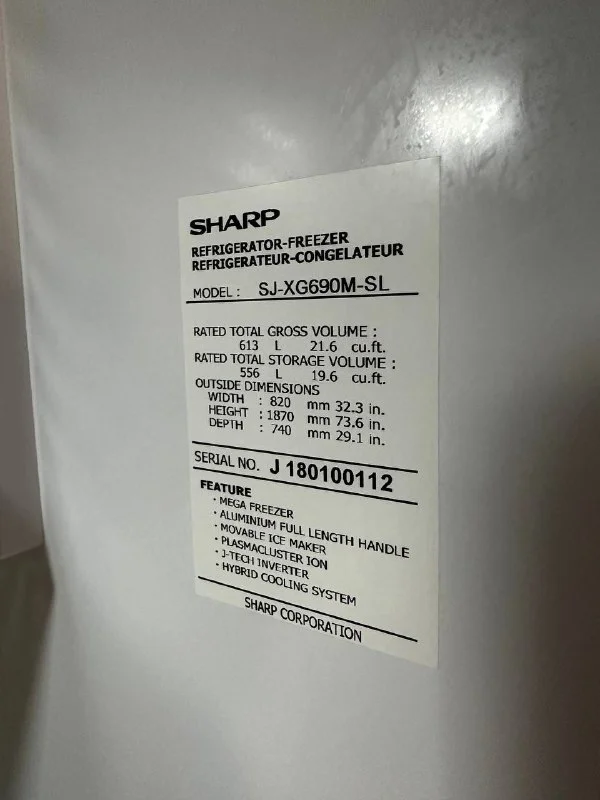 SHARP
REFRIGERATOR-FREEZER
REFRIGERATEUR-CONGELATEUR
MODEL : SJ-XG690M-SL
RATED TOTAL GROSS VOLUME :
613 L 21.6 cu.ft.
RATED TOTAL STORAGE VOLUME :
556 L 19.6 cu.ft.
OUTSIDE DIMENSIONS
WIDTH : 820 mm 32.3 in.
HEIGHT : 1870 mm 73.6 in.
DEPTH : 740 mm 29.1 in.
SERIAL NO. J 180100112
FEATURE
· MEGA FREEZER
· ALUMINIUM FULL LENGTH HANDLE
· MOVABLE ICE MAKER
· PLASMACLUSTER ION
· J-TECH INVERTER
· HYBRID COOLING SYSTEM
SHARP CORPORATION